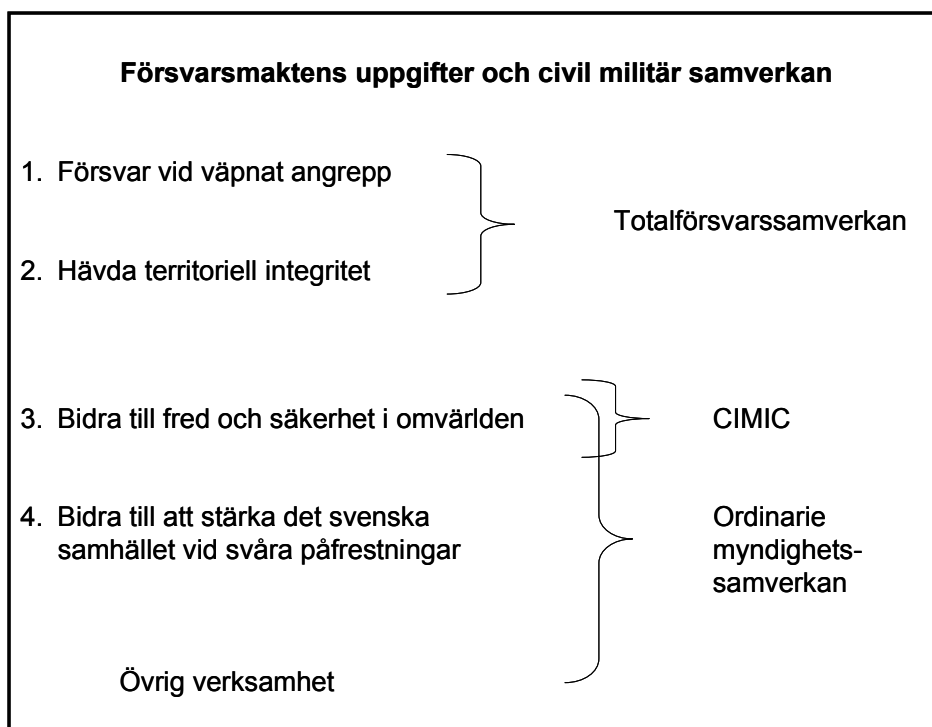 Försvarsmaktens uppgifter och civil militär samverkan
1. Försvar vid väpnat angrepp
Totalförsvarssamverkan
2. Hävda territoriell integritet
3. Bidra till fred och säkerhet i omvärlden
CIMIC
4. Bidra till att stärka det svenska
samhället vid svåra påfrestningar
Ordinarie
myndighets-
samverkan
Övrig verksamhet